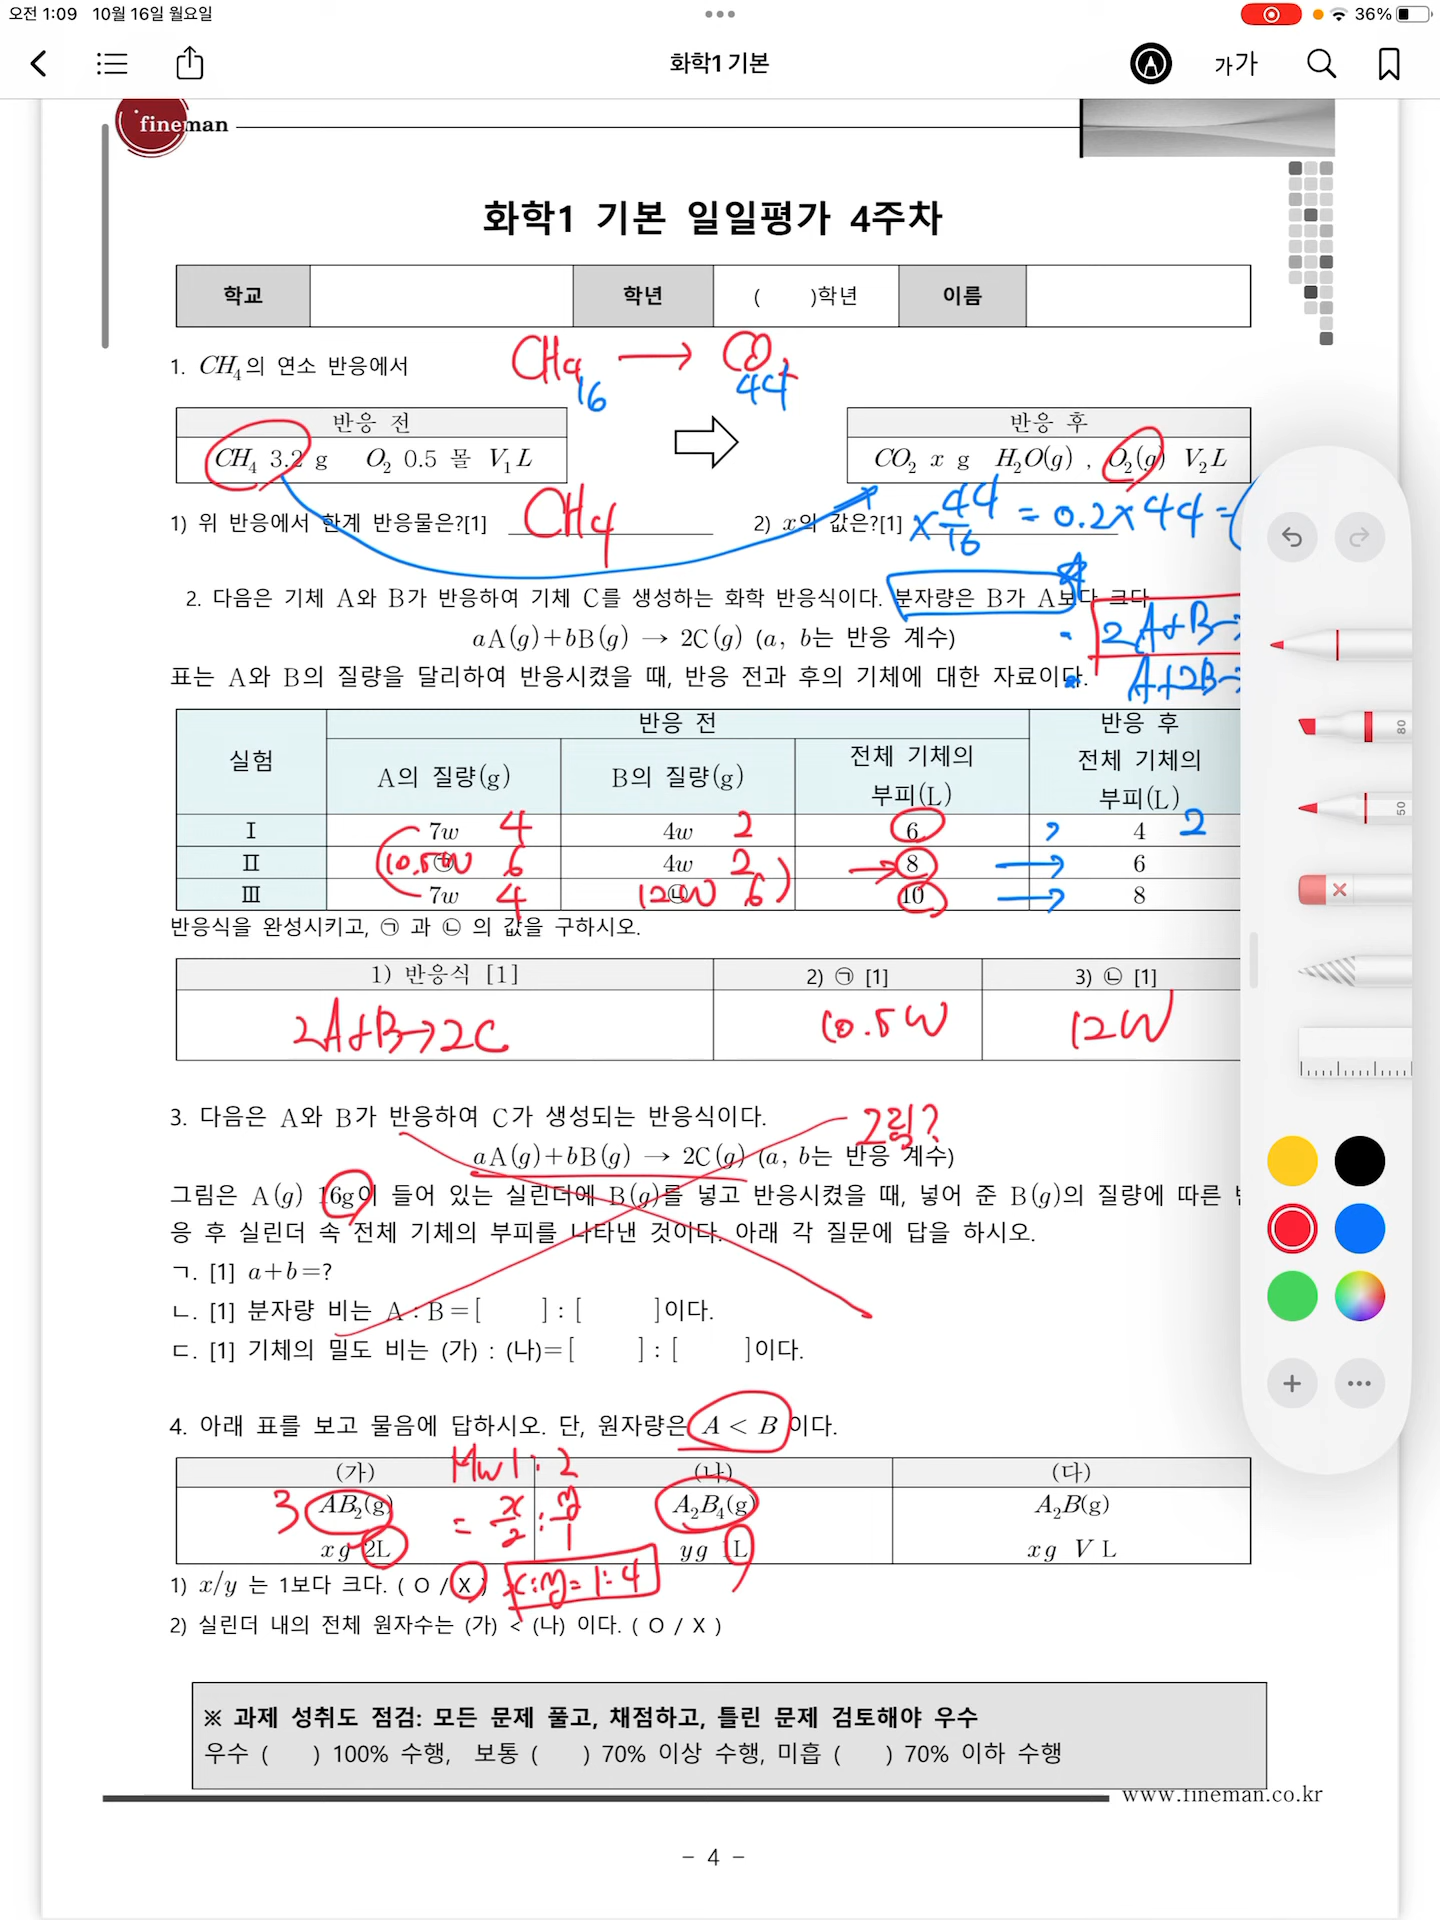 오전 1:09 10월 16일 월요일 36%
화학1 기본
가가
fineman
화학1 기본 일일평가 4주차
학교 학년 ( )학년 이름
1. CH₄의 연소 반응에서
CH₄ → CO₂
16 44
반응 전 반응 후
CH₄ 3.2 g O₂ 0.5 몰 V₁L CO₂ x g H₂O(g) , O₂(g) V₂L
1) 위 반응에서 한계 반응물은?[1] CH₄ 2) x의 값은?[1] × 44/16 = 0.2×44=
2. 다음은 기체 A와 B가 반응하여 기체 C를 생성하는 화학 반응식이다. 분자량은 B가 A보다 크다
aA(g)+bB(g) → 2C(g) (a, b는 반응 계수)
2A+B→
표는 A와 B의 질량을 달리하여 반응시켰을 때, 반응 전과 후의 기체에 대한 자료이다.
A+2B→
실험 반응 전 반응 후
A의 질량(g) B의 질량(g) 전체 기체의 부피(L) 전체 기체의 부피(L)
Ⅰ 7w 4 4w 2 6 4 2
Ⅱ ㉠ 10.5W 6 4w 2 → 8 → 6
Ⅲ 7w 4 ㉡ 12W 6 10 → 8
반응식을 완성시키고, ㉠ 과 ㉡ 의 값을 구하시오.
1) 반응식 [1] 2) ㉠ [1] 3) ㉡ [1]
2A+B→2C 10.5W 12W
3. 다음은 A와 B가 반응하여 C가 생성되는 반응식이다.
그림?
aA(g)+bB(g) → 2C(g) (a, b는 반응 계수)
그림은 A(g) 16g이 들어 있는 실린더에 B(g)를 넣고 반응시켰을 때, 넣어 준 B(g)의 질량에 따른
응 후 실린더 속 전체 기체의 부피를 나타낸 것이다. 아래 각 질문에 답을 하시오.
ㄱ. [1] a+b=?
ㄴ. [1] 분자량 비는 A : B=[ ] : [ ]이다.
ㄷ. [1] 기체의 밀도 비는 (가) : (나)=[ ] : [ ]이다.
4. 아래 표를 보고 물음에 답하시오. 단, 원자량은 A < B 이다.
Mw 1 : 2
(가) (나) (다)
3 AB₂(g) = x/2 : y/1 A₂B₄(g) A₂B(g)
xg 2L yg 1L xg V L
1) x/y 는 1보다 크다. ( O / X ) x:y=1:4
2) 실린더 내의 전체 원자수는 (가) < (나) 이다. ( O / X )
※ 과제 성취도 점검: 모든 문제 풀고, 채점하고, 틀린 문제 검토해야 우수
우수 ( ) 100% 수행, 보통 ( ) 70% 이상 수행, 미흡 ( ) 70% 이하 수행
www.fineman.co.kr
- 4 -
80
50